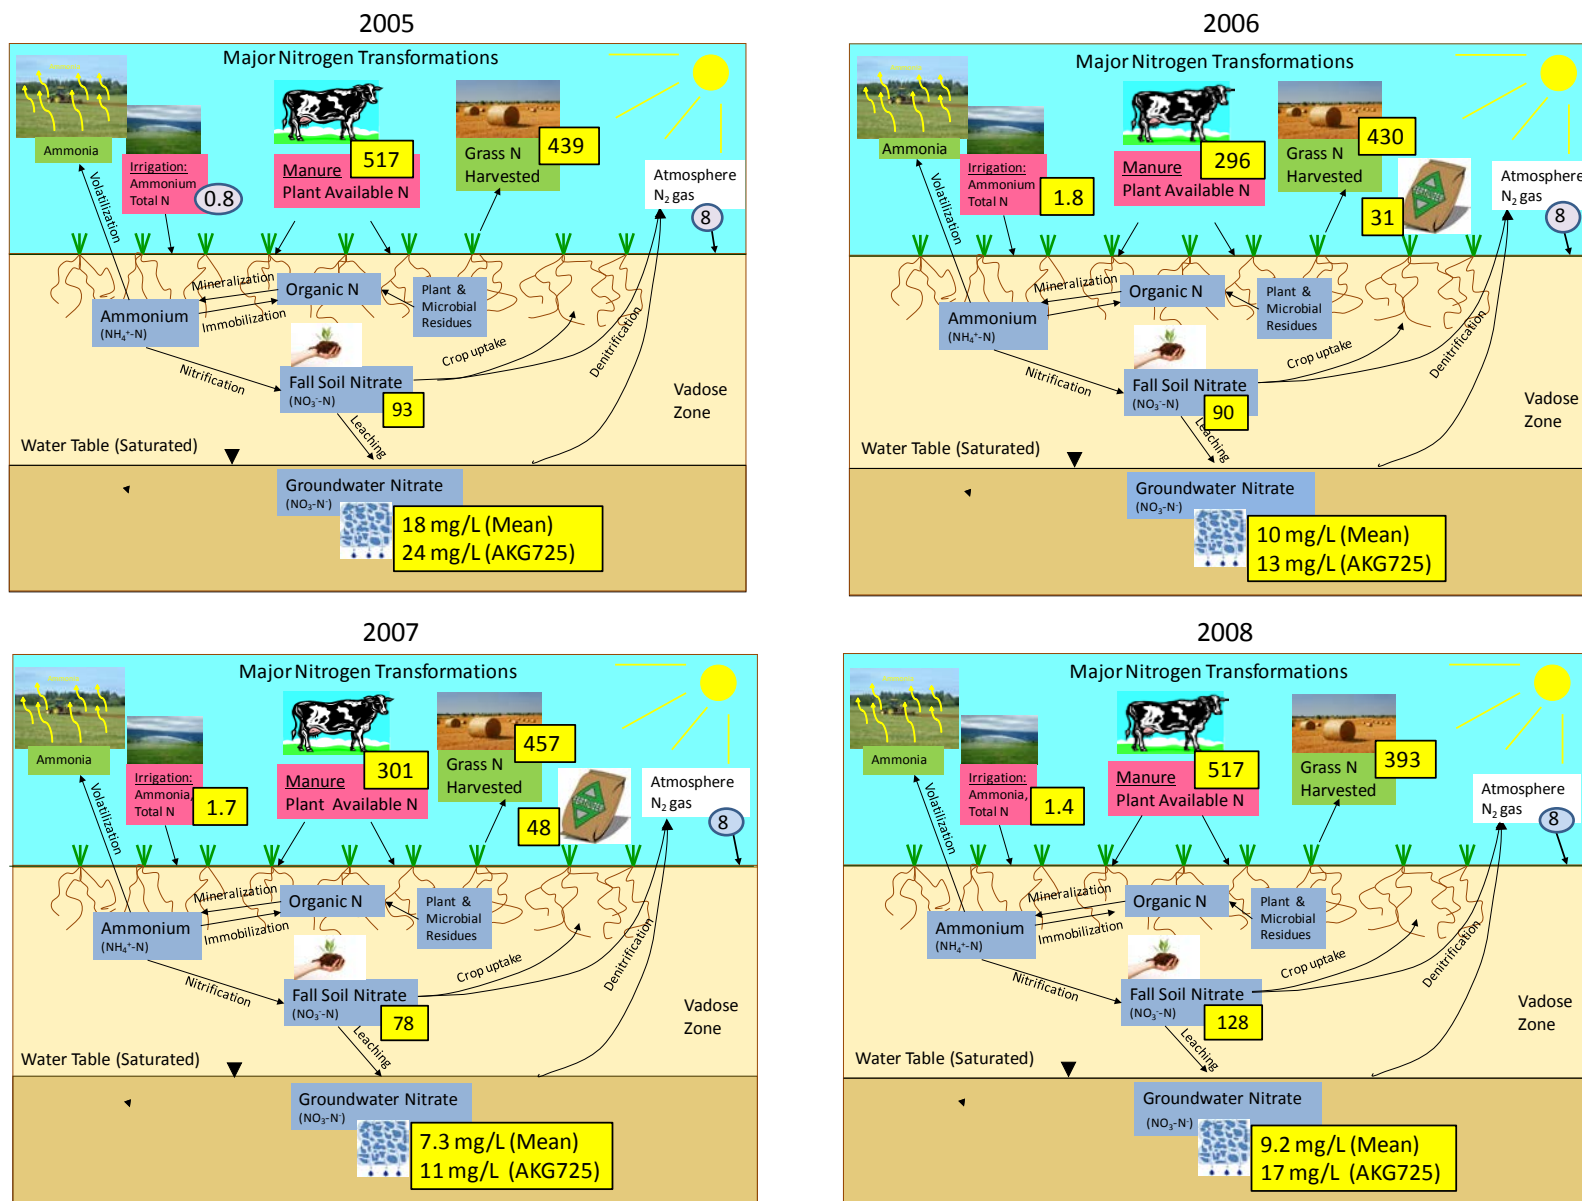 2005
Major Nitrogen Transformations
Ammonia
Irrigation:
Ammonium
Total N
0.8
Manure
Plant Available N
517
Grass N
Harvested
439
Atmosphere
N₂ gas
8
Volatilization
Mineralization
Immobilization
Organic N
Plant &
Microbial
Residues
Ammonium
(NH₄⁺-N)
Nitrification
Fall Soil Nitrate
(NO₃⁻-N)
93
Crop uptake
Denitrification
Leaching
Vadose
Zone
Water Table (Saturated)
Groundwater Nitrate
(NO₃-N⁻)
18 mg/L (Mean)
24 mg/L (AKG725)
2006
Major Nitrogen Transformations
Ammonia
Irrigation:
Ammonium
Total N
1.8
Manure
Plant Available N
296
Grass N
Harvested
430
31
FERTILIZER
Atmosphere
N₂ gas
8
Volatilization
Mineralization
Immobilization
Organic N
Plant &
Microbial
Residues
Ammonium
(NH₄⁺-N)
Nitrification
Fall Soil Nitrate
(NO₃⁻-N)
90
Crop uptake
Denitrification
Leaching
Vadose
Zone
Water Table (Saturated)
Groundwater Nitrate
(NO₃-N⁻)
10 mg/L (Mean)
13 mg/L (AKG725)
2007
Major Nitrogen Transformations
Ammonia
Irrigation:
Ammonia,
Total N
1.7
Manure
Plant Available N
301
Grass N
Harvested
457
48
FERTILIZER
Atmosphere
N₂ gas
8
Volatilization
Mineralization
Immobilization
Organic N
Plant &
Microbial
Residues
Ammonium
(NH₄⁺-N)
Nitrification
Fall Soil Nitrate
(NO₃⁻-N)
78
Crop uptake
Denitrification
Leaching
Vadose
Zone
Water Table (Saturated)
Groundwater Nitrate
(NO₃-N⁻)
7.3 mg/L (Mean)
11 mg/L (AKG725)
2008
Major Nitrogen Transformations
Ammonia
Irrigation:
Ammonia,
Total N
1.4
Manure
Plant Available N
517
Grass N
Harvested
393
Atmosphere
N₂ gas
8
Volatilization
Mineralization
Immobilization
Organic N
Plant &
Microbial
Residues
Ammonium
(NH₄⁺-N)
Nitrification
Fall Soil Nitrate
(NO₃⁻-N)
128
Crop uptake
Denitrification
Leaching
Vadose
Zone
Water Table (Saturated)
Groundwater Nitrate
(NO₃-N⁻)
9.2 mg/L (Mean)
17 mg/L (AKG725)